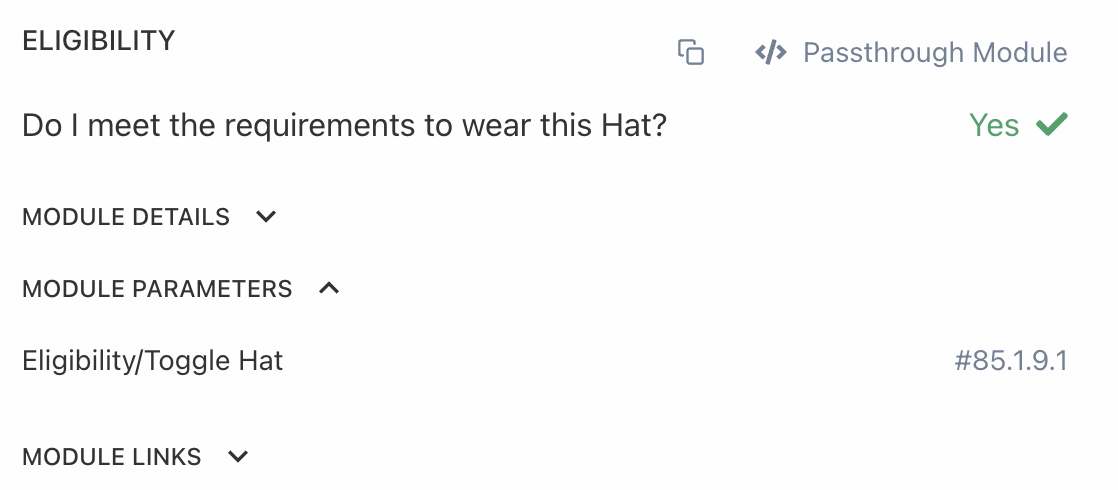 ELIGIBILITY
</> Passthrough Module
Do I meet the requirements to wear this Hat? Yes
MODULE DETAILS
MODULE PARAMETERS
Eligibility/Toggle Hat #85.1.9.1
MODULE LINKS